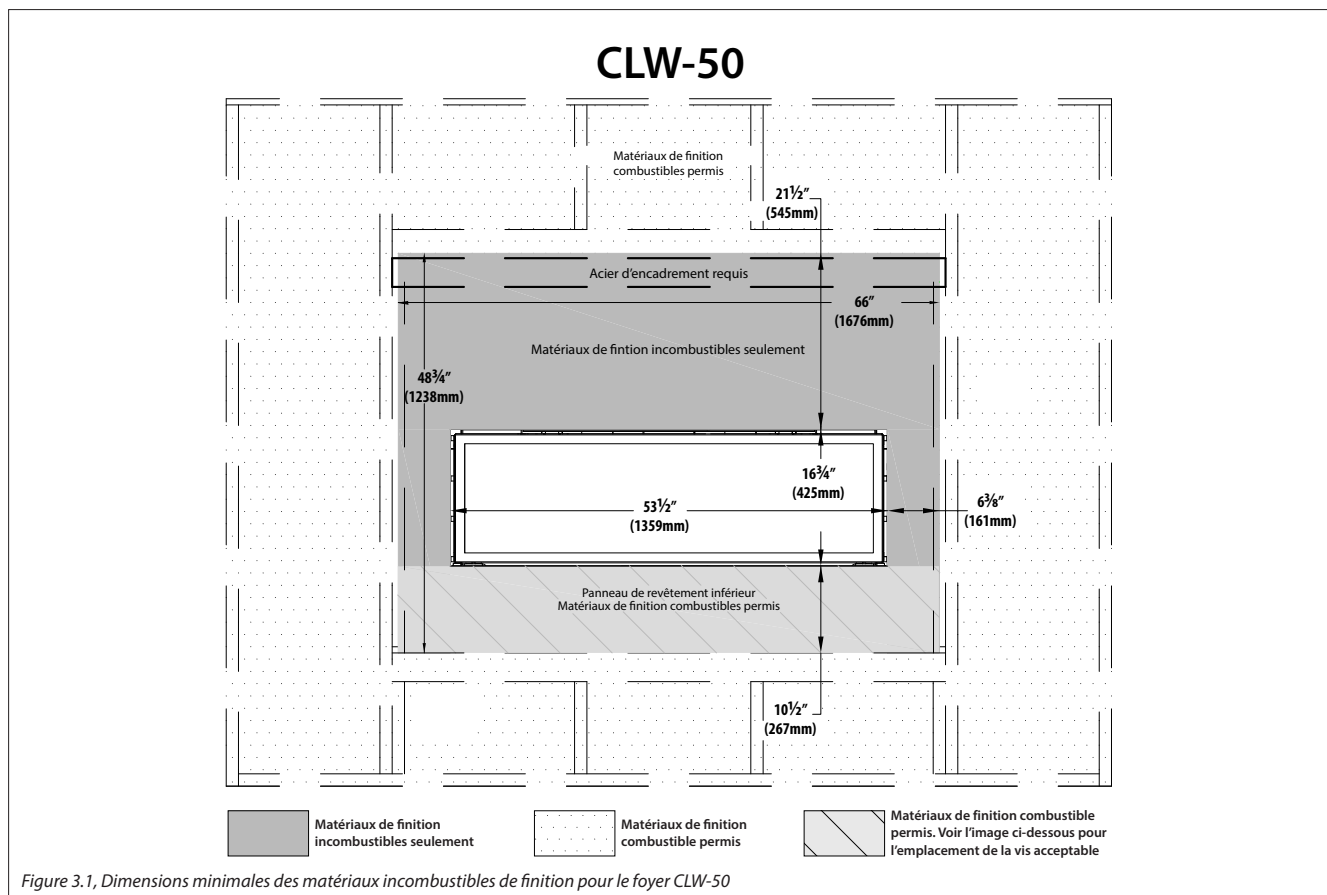 CLW-50
Matériaux de finition
combustibles permis
21½"
(545mm)
Acier d'encadrement requis
66"
(1676mm)
Matériaux de fintion incombustibles seulement
48¾"
(1238mm)
16¾"
(425mm)
53½"
(1359mm)
6⅜"
(161mm)
Panneau de revêtement inférieur
Matériaux de finition combustibles permis
10½"
(267mm)
Matériaux de finition
incombustibles seulement
Matériaux de finition
combustible permis
Matériaux de finition combustible
permis. Voir l'image ci-dessous pour
l'emplacement de la vis acceptable
Figure 3.1, Dimensions minimales des matériaux incombustibles de finition pour le foyer CLW-50